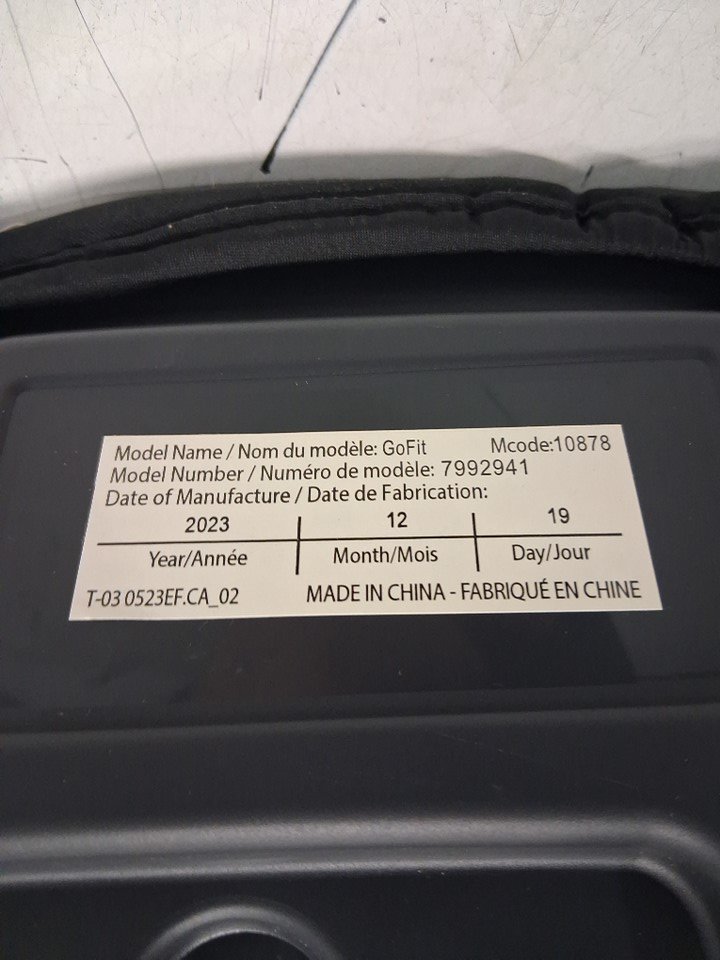 Model Name / Nom du modèle: GoFit Mcode:10878
Model Number / Numéro de modèle: 7992941
Date of Manufacture / Date de Fabrication:
2023 12 19
Year/Année Month/Mois Day/Jour
T-03 0523EF.CA_02 MADE IN CHINA - FABRIQUÉ EN CHINE